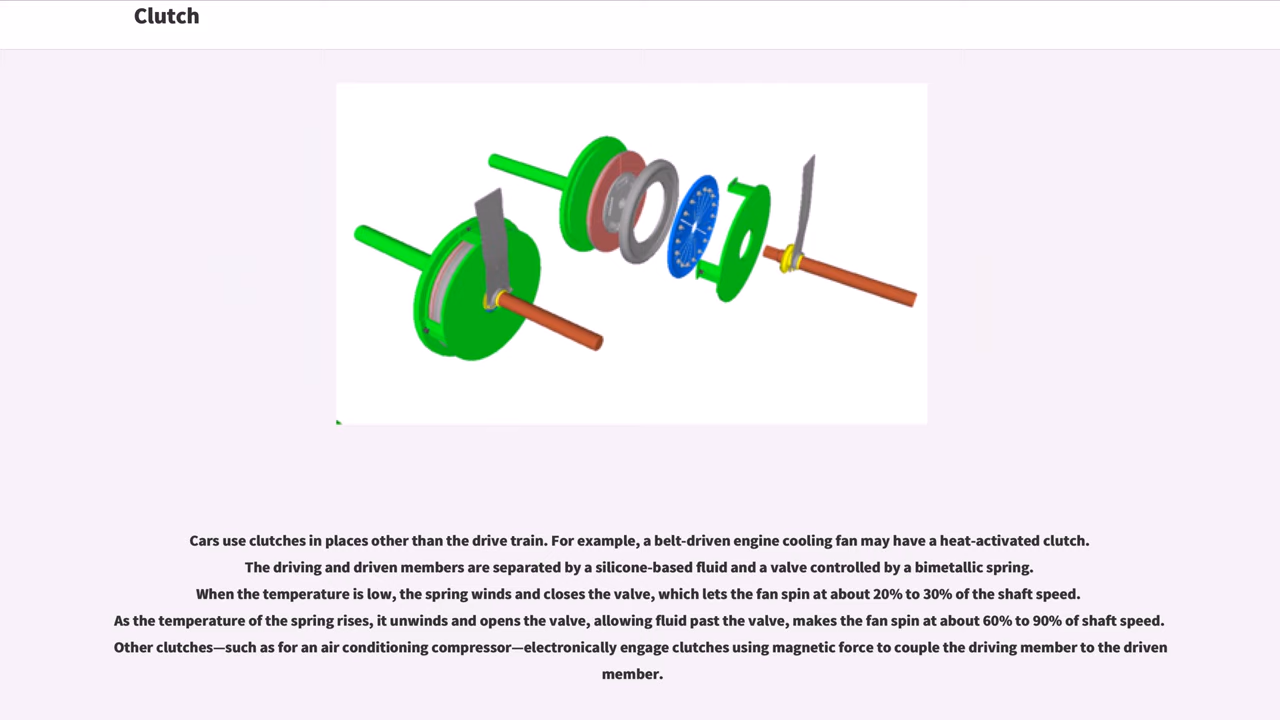 Clutch
Cars use clutches in places other than the drive train. For example, a belt-driven engine cooling fan may have a heat-activated clutch.
The driving and driven members are separated by a silicone-based fluid and a valve controlled by a bimetallic spring.
When the temperature is low, the spring winds and closes the valve, which lets the fan spin at about 20% to 30% of the shaft speed.
As the temperature of the spring rises, it unwinds and opens the valve, allowing fluid past the valve, makes the fan spin at about 60% to 90% of shaft speed.
Other clutches—such as for an air conditioning compressor—electronically engage clutches using magnetic force to couple the driving member to the driven
member.